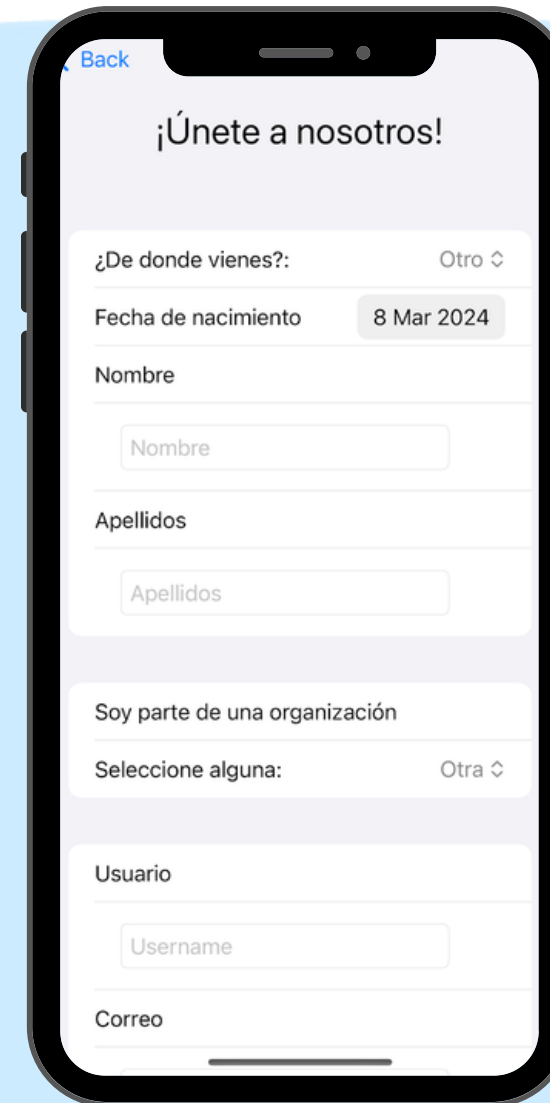 Back
¡Únete a nosotros!
¿De donde vienes?: Otro
Fecha de nacimiento 8 Mar 2024
Nombre
Nombre
Apellidos
Apellidos
Soy parte de una organización
Seleccione alguna: Otra
Usuario
Username
Correo